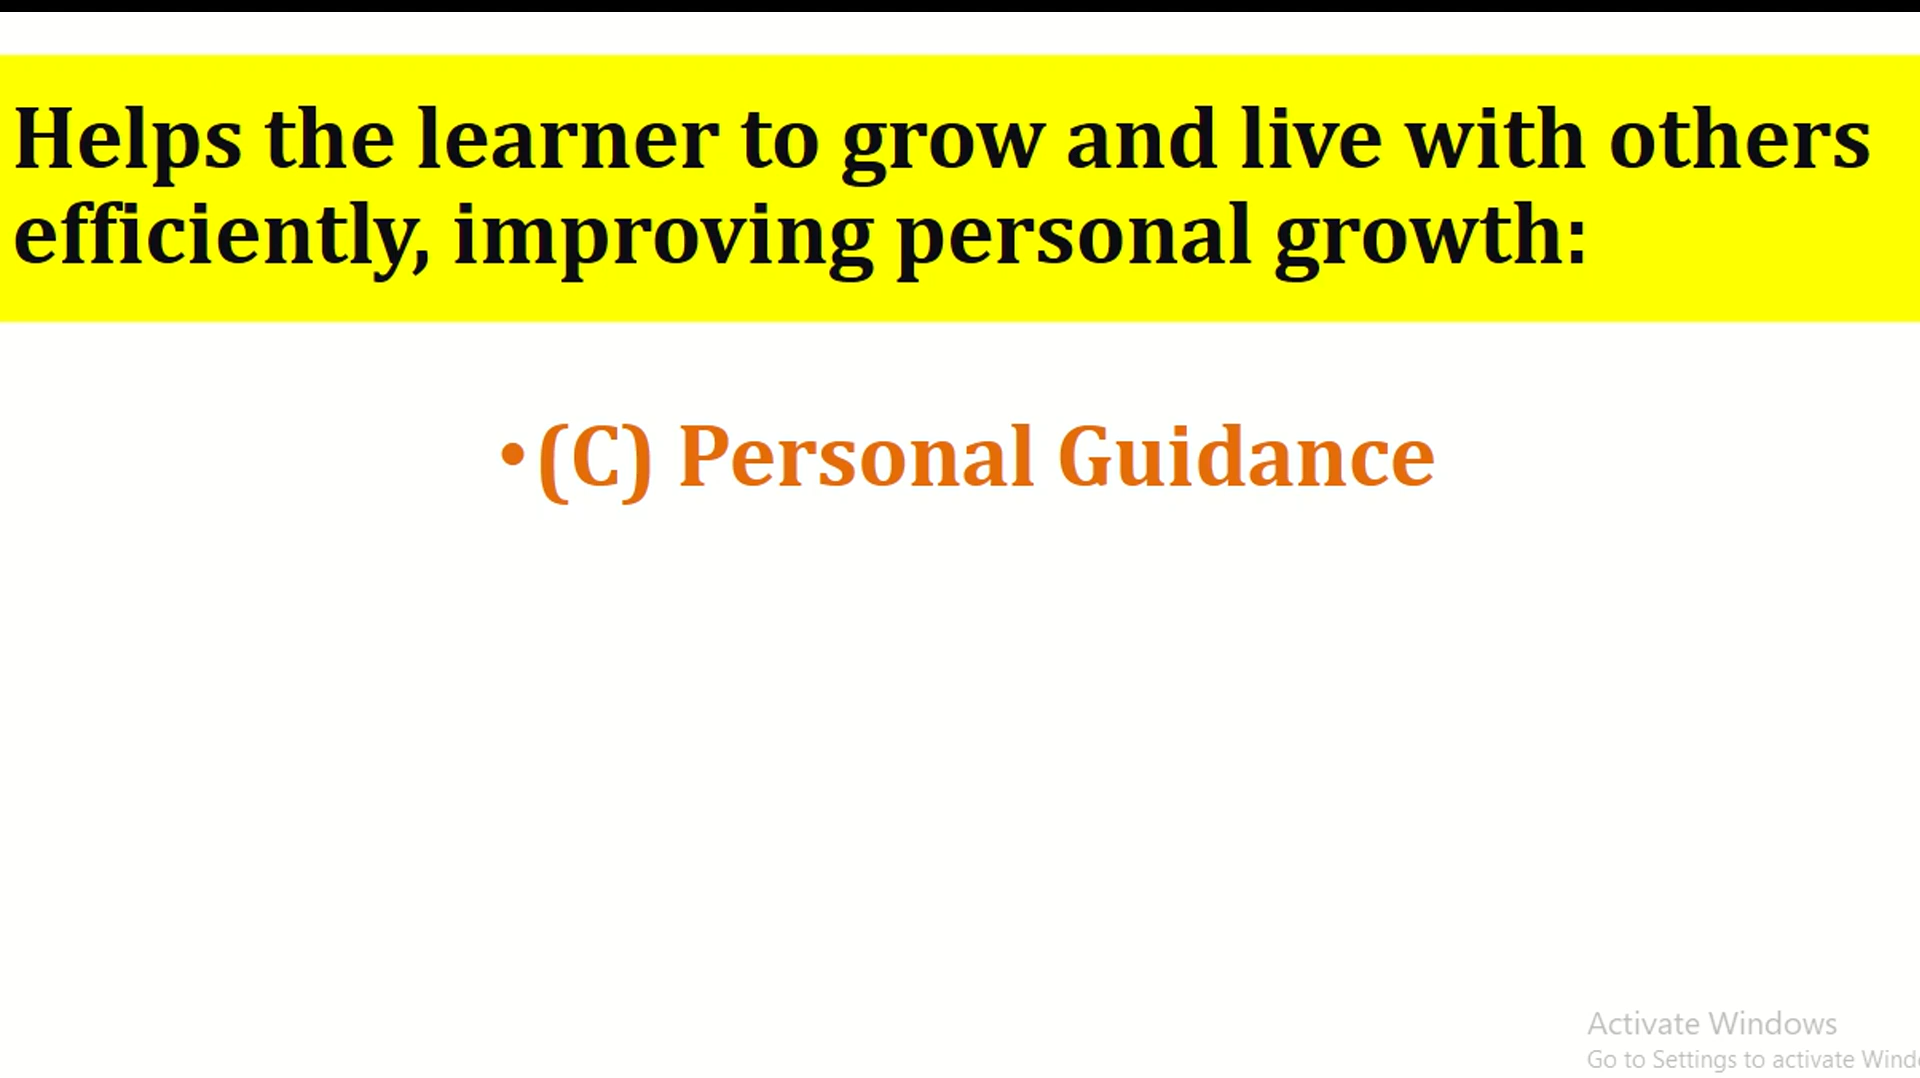 Helps the learner to grow and live with others
efficiently, improving personal growth:
•(C) Personal Guidance
Activate Windows
Go to Settings to activate Wind